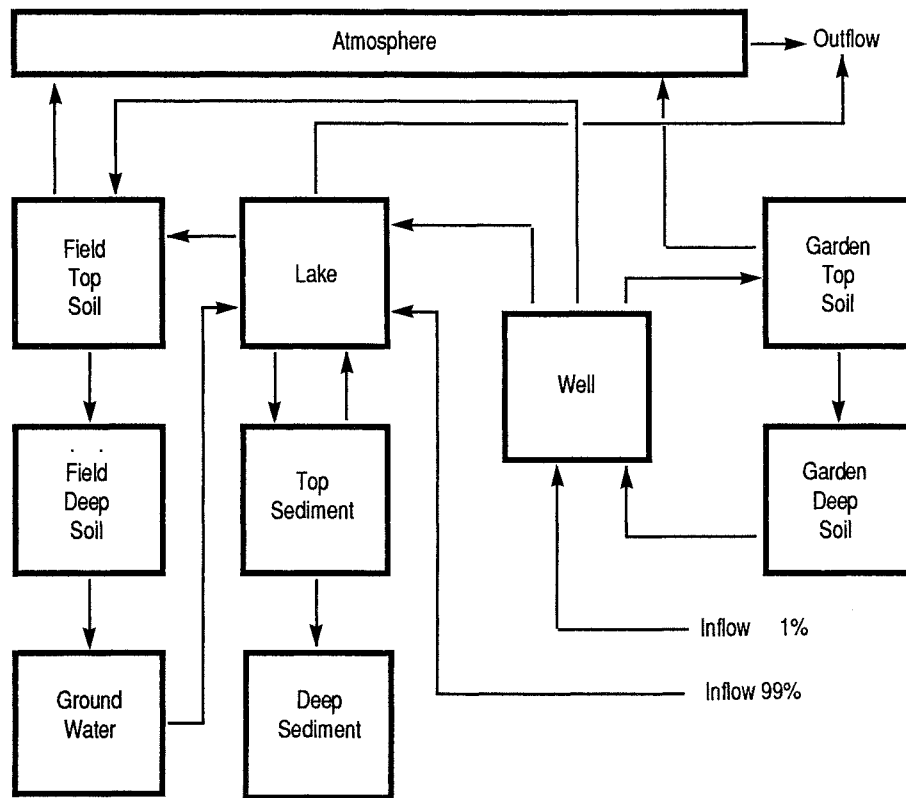 Atmosphere
Outflow
Field
Top
Soil
Lake
Garden
Top
Soil
Well
Field
Deep
Soil
Top
Sediment
Garden
Deep
Soil
Inflow 1%
Ground
Water
Deep
Sediment
Inflow 99%